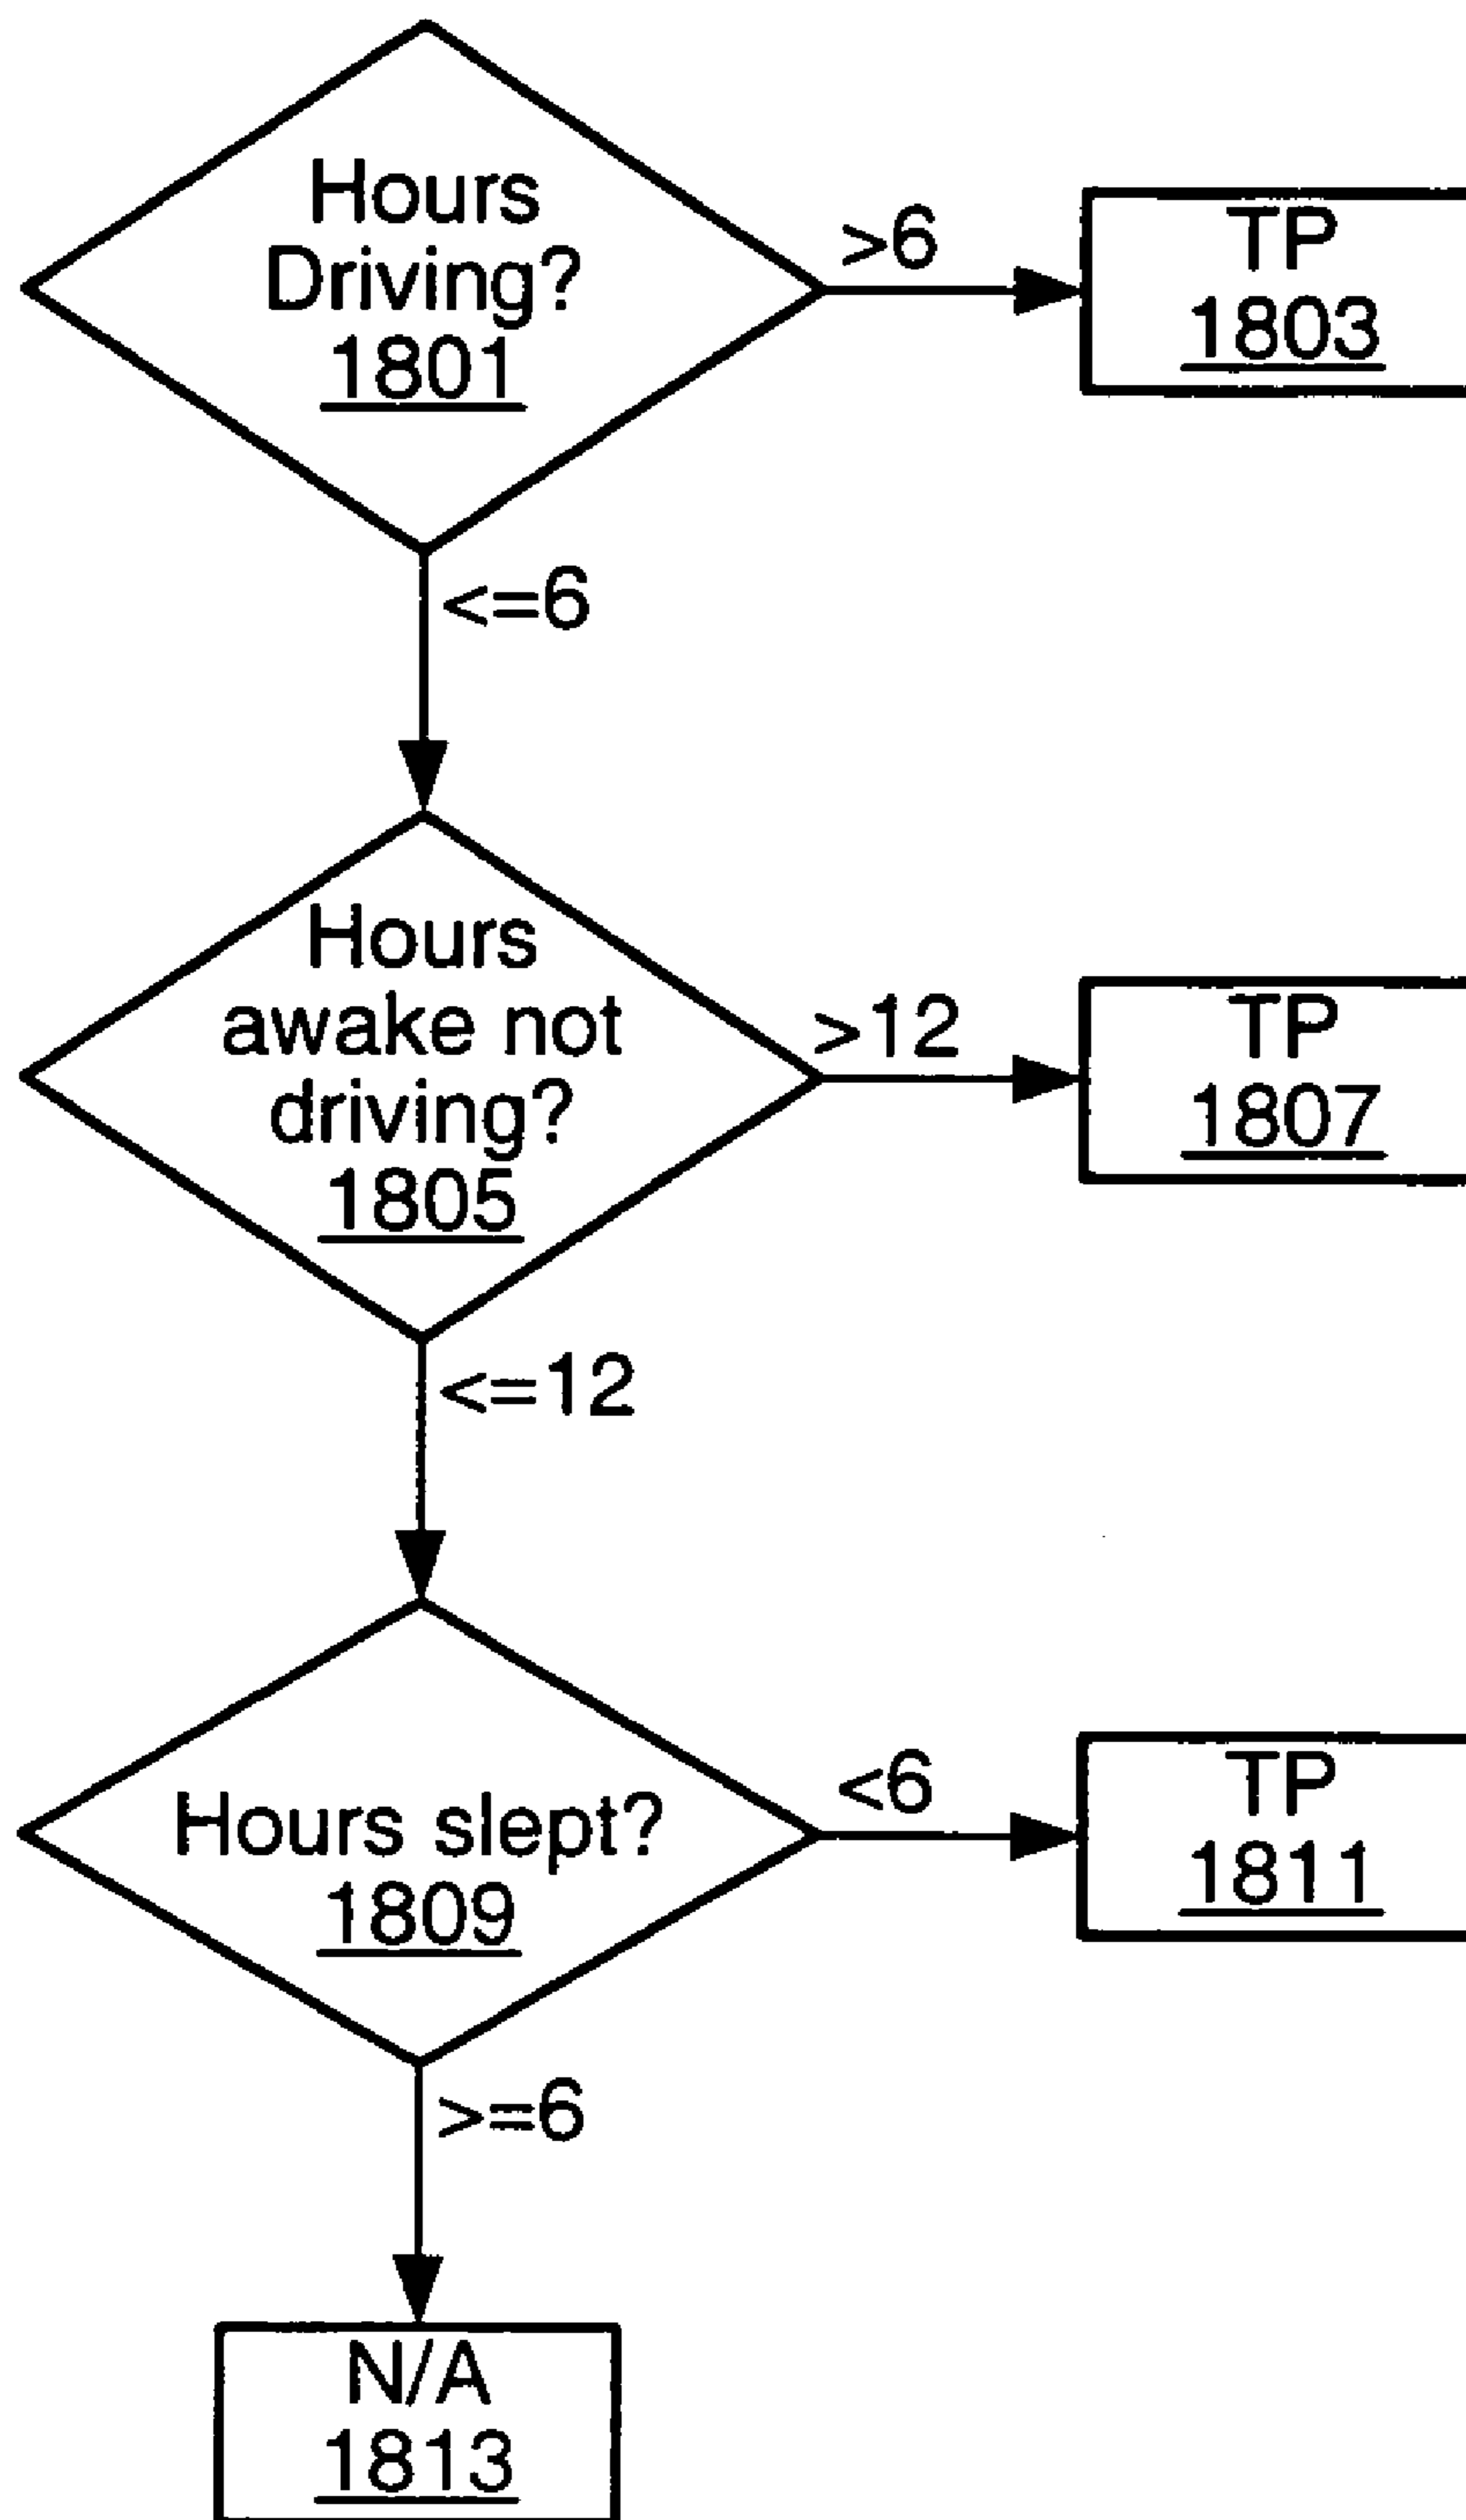 Hours
Driving?
1801
>6
TP
1803
<=6
Hours
awake not
driving?
1805
>12
TP
1807
<=12
Hours slept?
1809
<6
TP
1811
>=6
N/A
1813